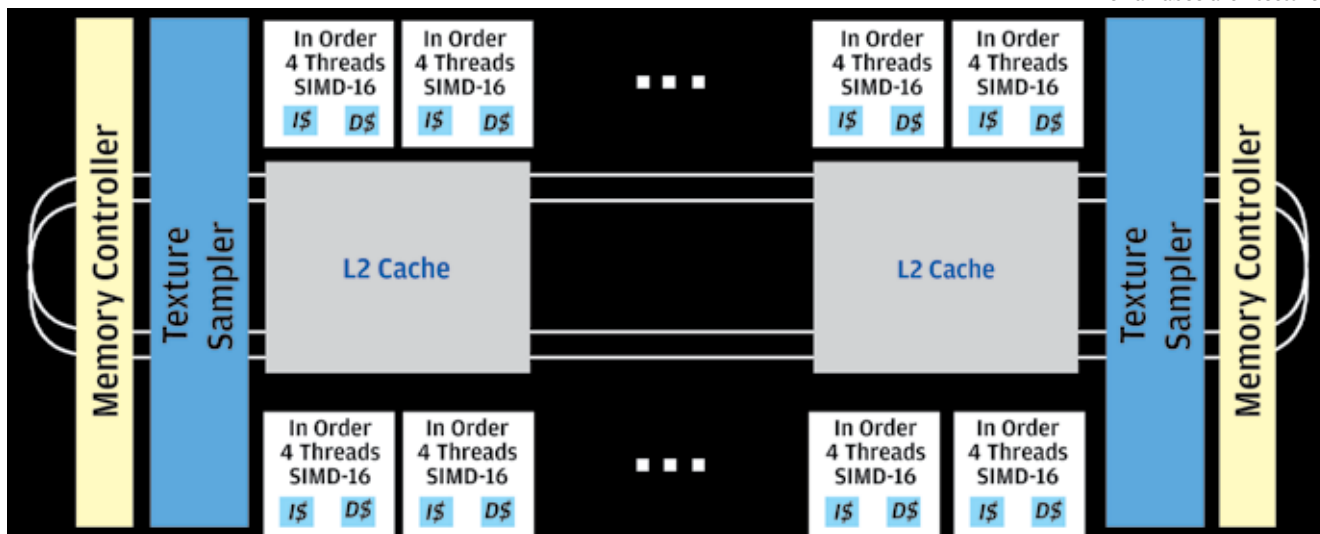 Memory Controller
Texture
Sampler
In Order
4 Threads
SIMD-16
I$ D$
In Order
4 Threads
SIMD-16
I$ D$
In Order
4 Threads
SIMD-16
I$ D$
In Order
4 Threads
SIMD-16
I$ D$
L2 Cache
L2 Cache
Texture
Sampler
Memory Controller
In Order
4 Threads
SIMD-16
I$ D$
In Order
4 Threads
SIMD-16
I$ D$
In Order
4 Threads
SIMD-16
I$ D$
In Order
4 Threads
SIMD-16
I$ D$